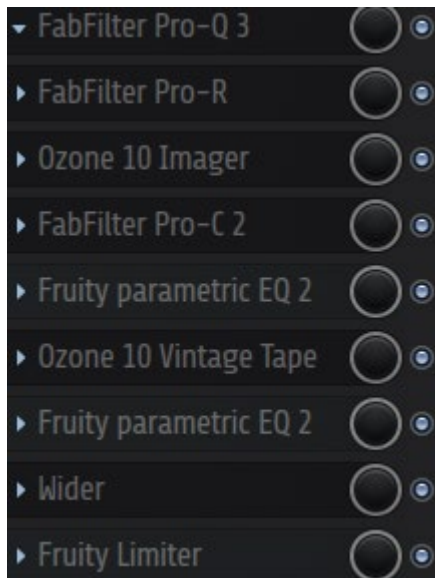 FabFilter Pro-Q 3
FabFilter Pro-R
Ozone 10 Imager
FabFilter Pro-C 2
Fruity parametric EQ 2
Ozone 10 Vintage Tape
Fruity parametric EQ 2
Wider
Fruity Limiter